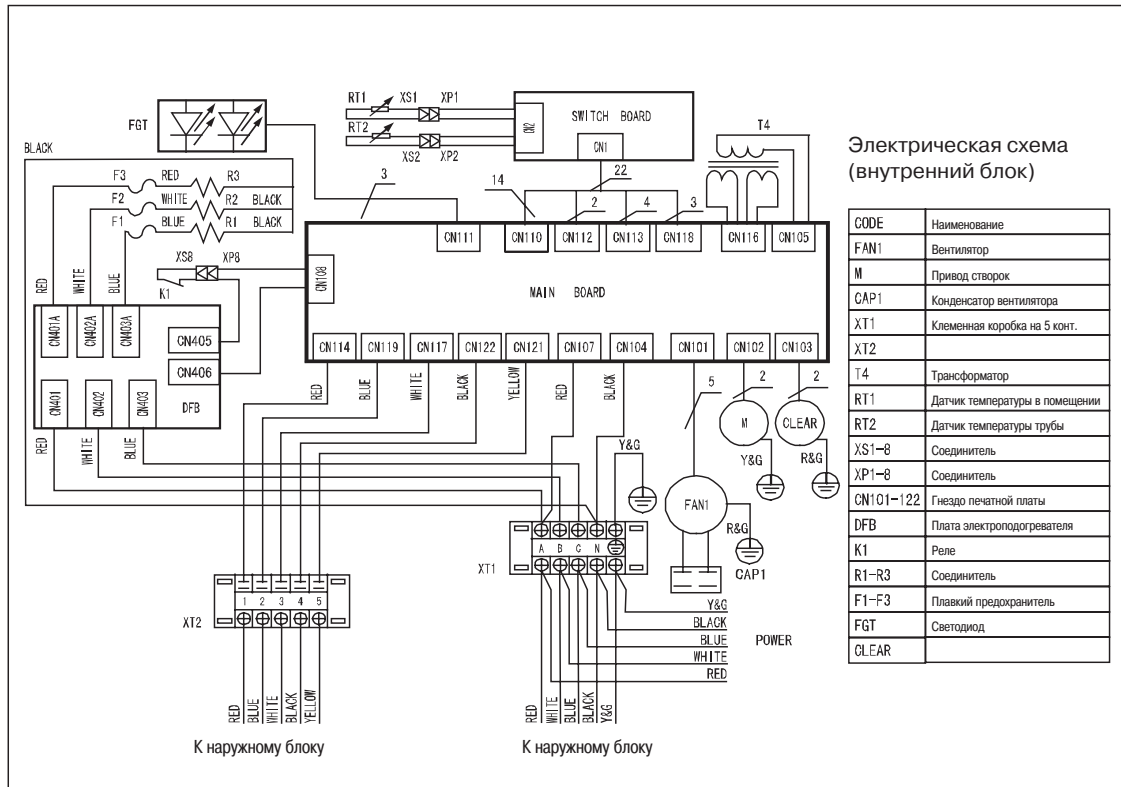 RT1 XS1 XP1
SWITCH BOARD
CN2
T4
FGT
RT2
CN1
XS2 XP2
BLACK
Электрическая схема
(внутренний блок)
F3 RED R3
3
14
22
F2 WHITE R2 BLACK
2
4
3
F1 BLUE R1 BLACK
CN111
CN110
CN112
CN113
CN118
CN116
CN105
XS8 XP8
K1
CN108
MAIN BOARD
RED
WHITE
BLUE
CN401A
CN402A
CN403A
CN405
CN406
CN401
CN402
CN403
DFB
CN114
CN119
CN117
CN122
CN121
CN107
CN104
CN101
CN102
CN103
RED
BLUE
WHITE
BLACK
YELLOW
RED
BLACK
5
2
2
RED
WHITE
BLUE
M
CLEAR
Y&G
Y&G
R&G
FAN1
R&G
CAP1
A B C N
XT1
1 2 3 4 5
XT2
Y&G
BLACK
BLUE
WHITE
RED
POWER
RED
BLUE
WHITE
BLACK
YELLOW
RED
WHITE
BLUE
BLACK
Y&G
К наружному блоку
К наружному блоку
CODE Наименование
FAN1 Вентилятор
M Привод створок
CAP1 Конденсатор вентилятора
XT1 Клеменная коробка на 5 конт.
XT2
T4 Трансформатор
RT1 Датчик температуры в помещении
RT2 Датчик температуры трубы
XS1-8 Соединитель
XP1-8 Соединитель
CN101-122 Гнездо печатной платы
DFB Плата электроподогревателя
K1 Реле
R1-R3 Соединитель
F1-F3 Плавкий предохранитель
FGT Светодиод
CLEAR